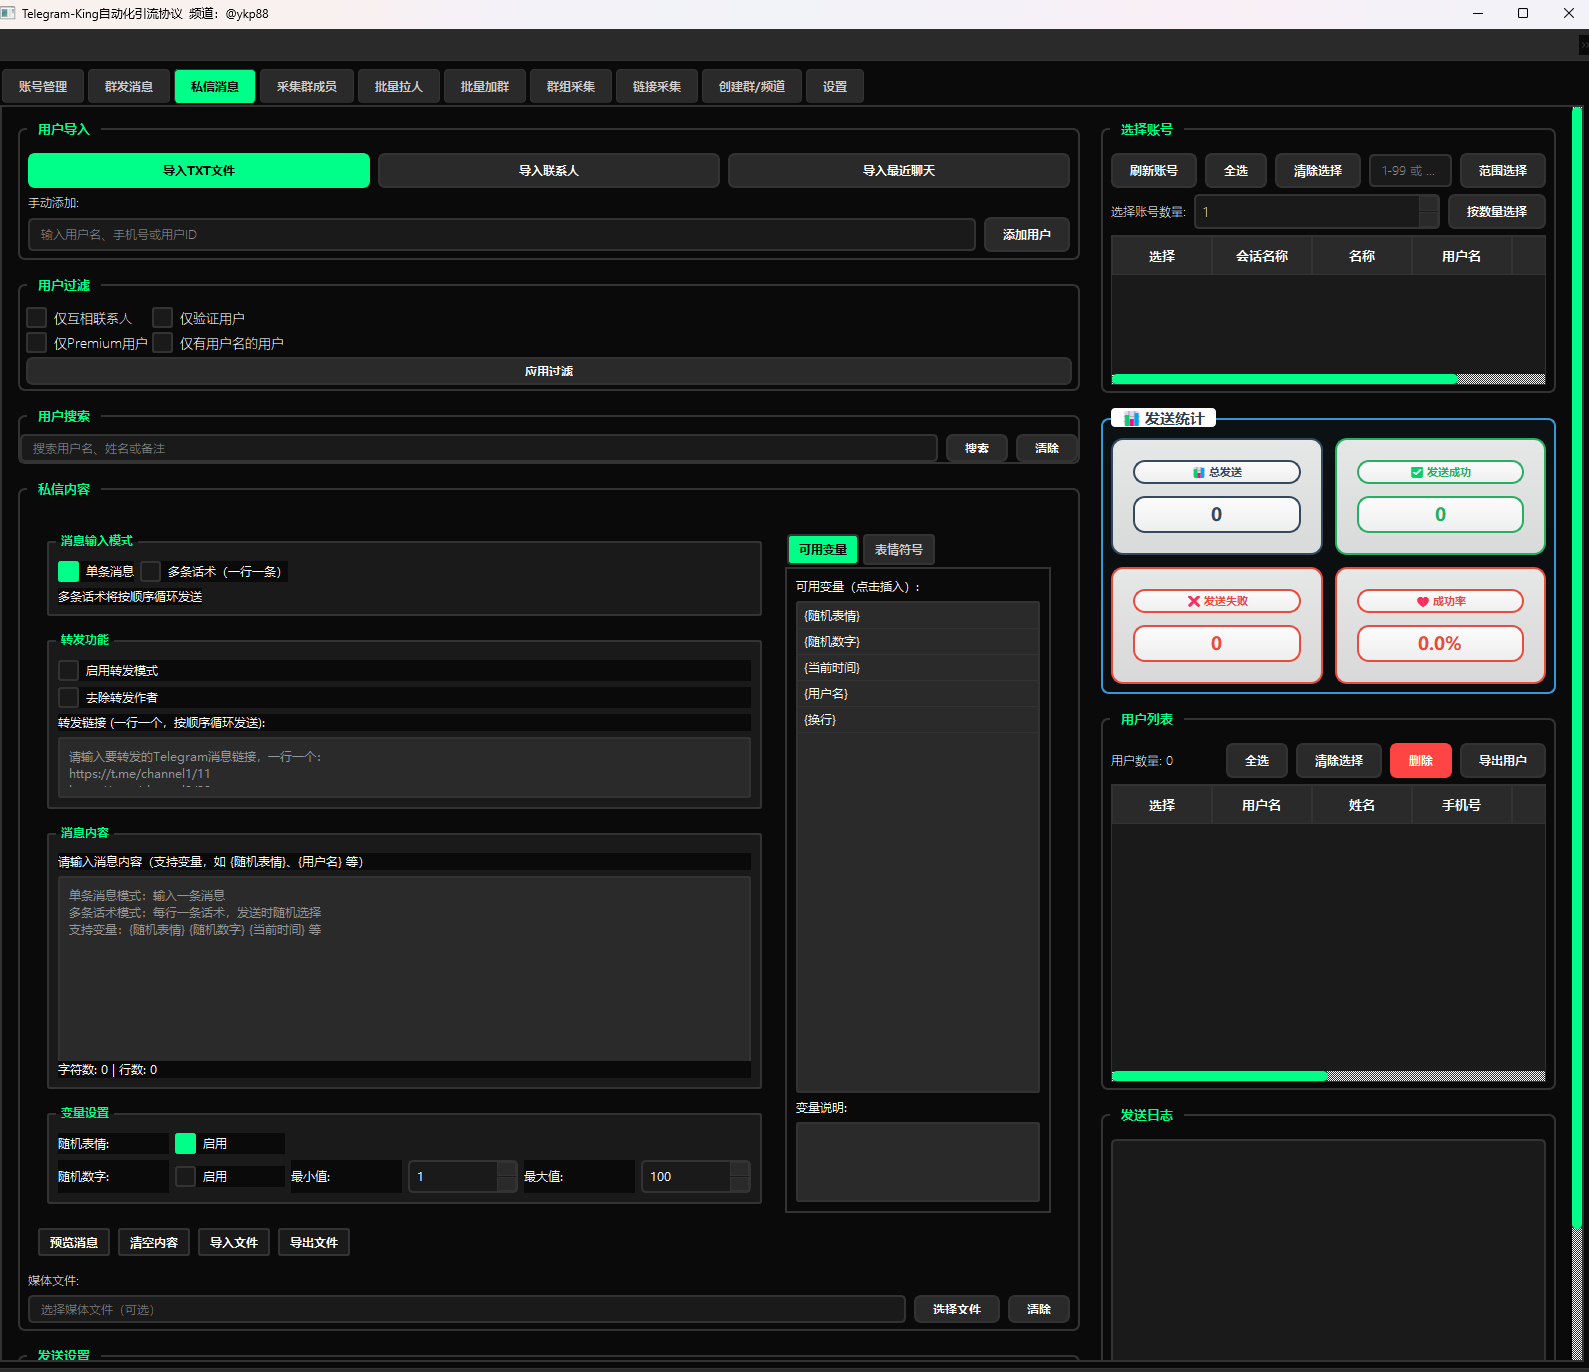 Telegram-King自动化引流协议 频道：@ykp88
账号管理
群发消息
私信消息
采集群成员
批量拉人
批量加群
群组采集
链接采集
创建群/频道
设置
用户导入
导入TXT文件
导入联系人
导入最近聊天
手动添加:
输入用户名、手机号或用户ID
添加用户
用户过滤
仅互相联系人
仅验证用户
仅Premium用户
仅有用户名的用户
应用过滤
用户搜索
搜索用户名、姓名或备注
搜索
清除
私信内容
消息输入模式
单条消息
多条话术（一行一条）
多条话术将按顺序循环发送
转发功能
启用转发模式
去除转发作者
转发链接 (一行一个，按顺序循环发送):
请输入要转发的Telegram消息链接，一行一个：
https://t.me/channel1/11
消息内容
请输入消息内容（支持变量，如 {随机表情}、{用户名} 等）
单条消息模式：输入一条消息
多条话术模式：每行一条话术，发送时随机选择
支持变量：{随机表情} {随机数字} {当前时间} 等
字符数: 0 | 行数: 0
变量设置
随机表情:
启用
随机数字:
启用
最小值:
1
最大值:
100
可用变量
表情符号
可用变量（点击插入）:
{随机表情}
{随机数字}
{当前时间}
{用户名}
{换行}
变量说明:
预览消息
清空内容
导入文件
导出文件
媒体文件:
选择媒体文件（可选）
选择文件
清除
发送设置
选择账号
刷新账号
全选
清除选择
1-99 或 ...
范围选择
选择账号数量:
1
按数量选择
选择
会话名称
名称
用户名
📊 发送统计
📊 总发送
0
✅ 发送成功
0
❌ 发送失败
0
❤ 成功率
0.0%
用户列表
用户数量: 0
全选
清除选择
删除
导出用户
选择
用户名
姓名
手机号
发送日志